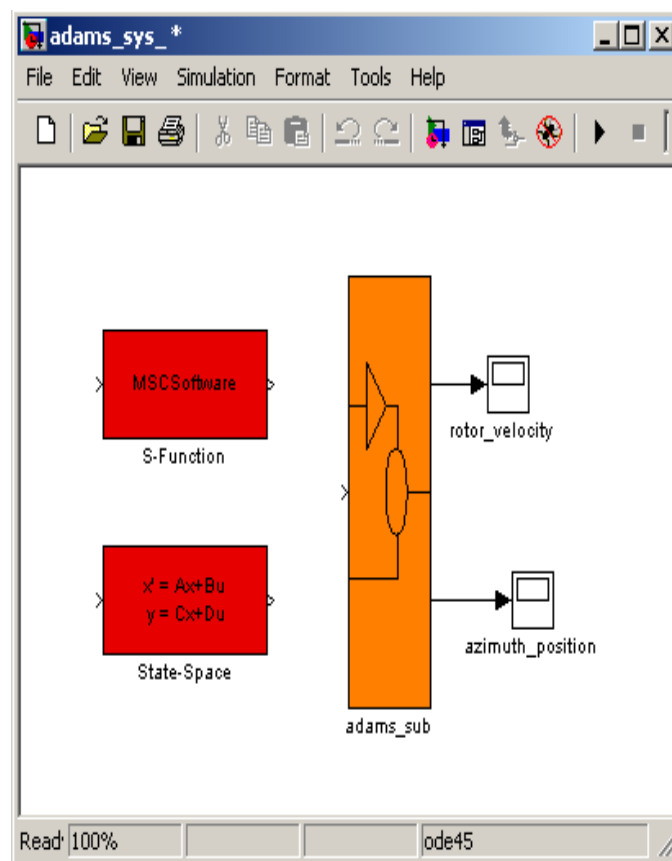 adams_sys_ *
File Edit View Simulation Format Tools Help
MSCSoftware
S-Function
rotor_velocity
x' = Ax+Bu
y = Cx+Du
State-Space
azimuth_position
adams_sub
Read 100% ode45